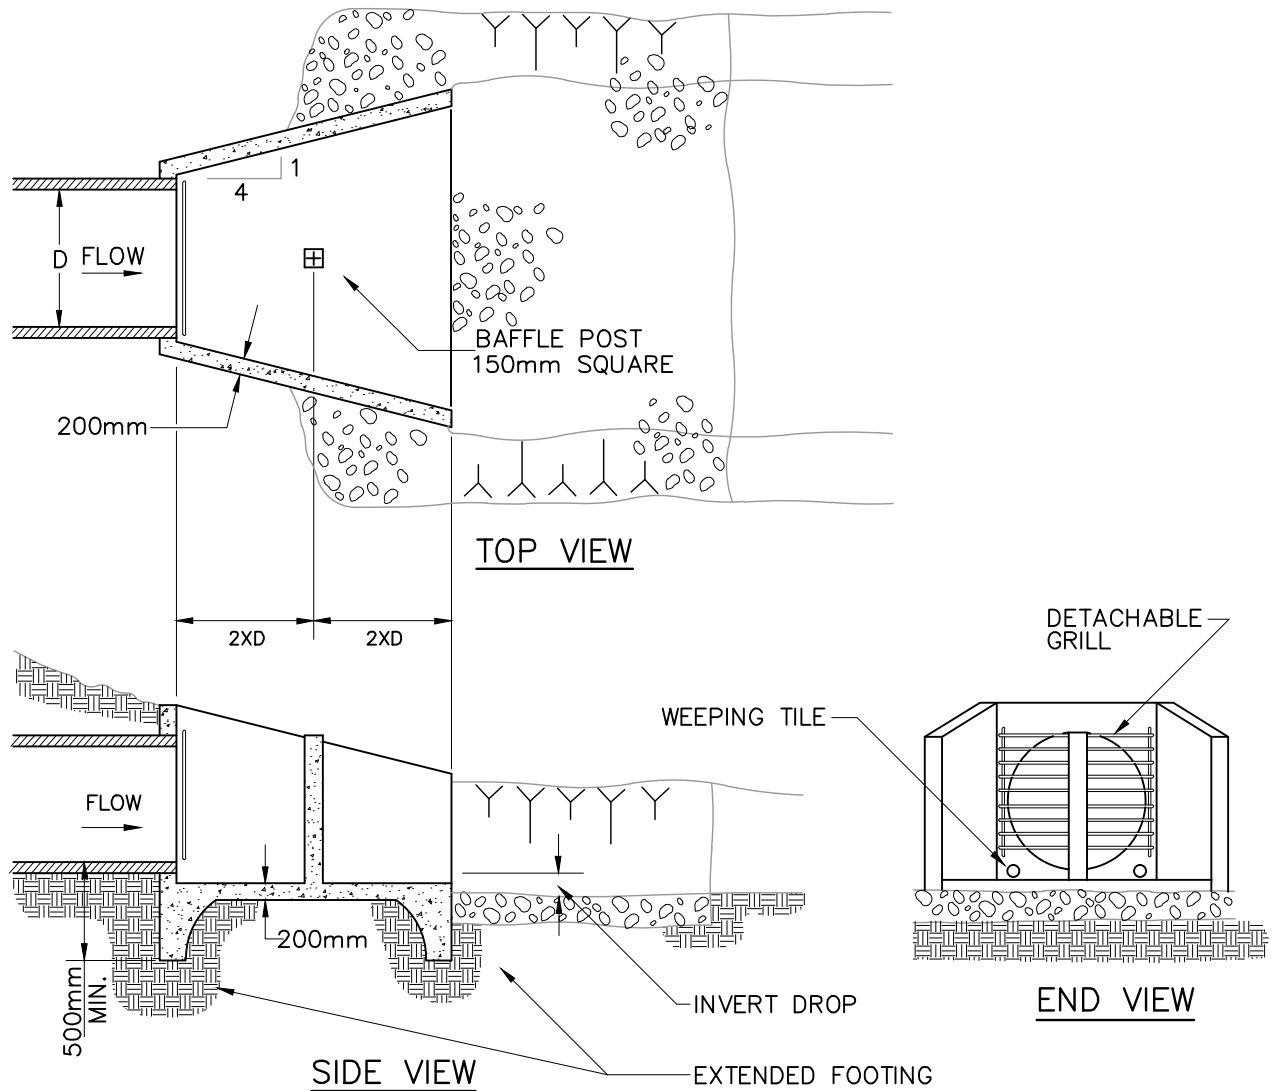 1
4
D
FLOW
BAFFLE POST
150mm SQUARE
200mm
TOP VIEW
2XD
2XD
DETACHABLE
GRILL
WEEPING TILE
FLOW
200mm
500mm
MIN.
INVERT DROP
END VIEW
SIDE VIEW
EXTENDED FOOTING